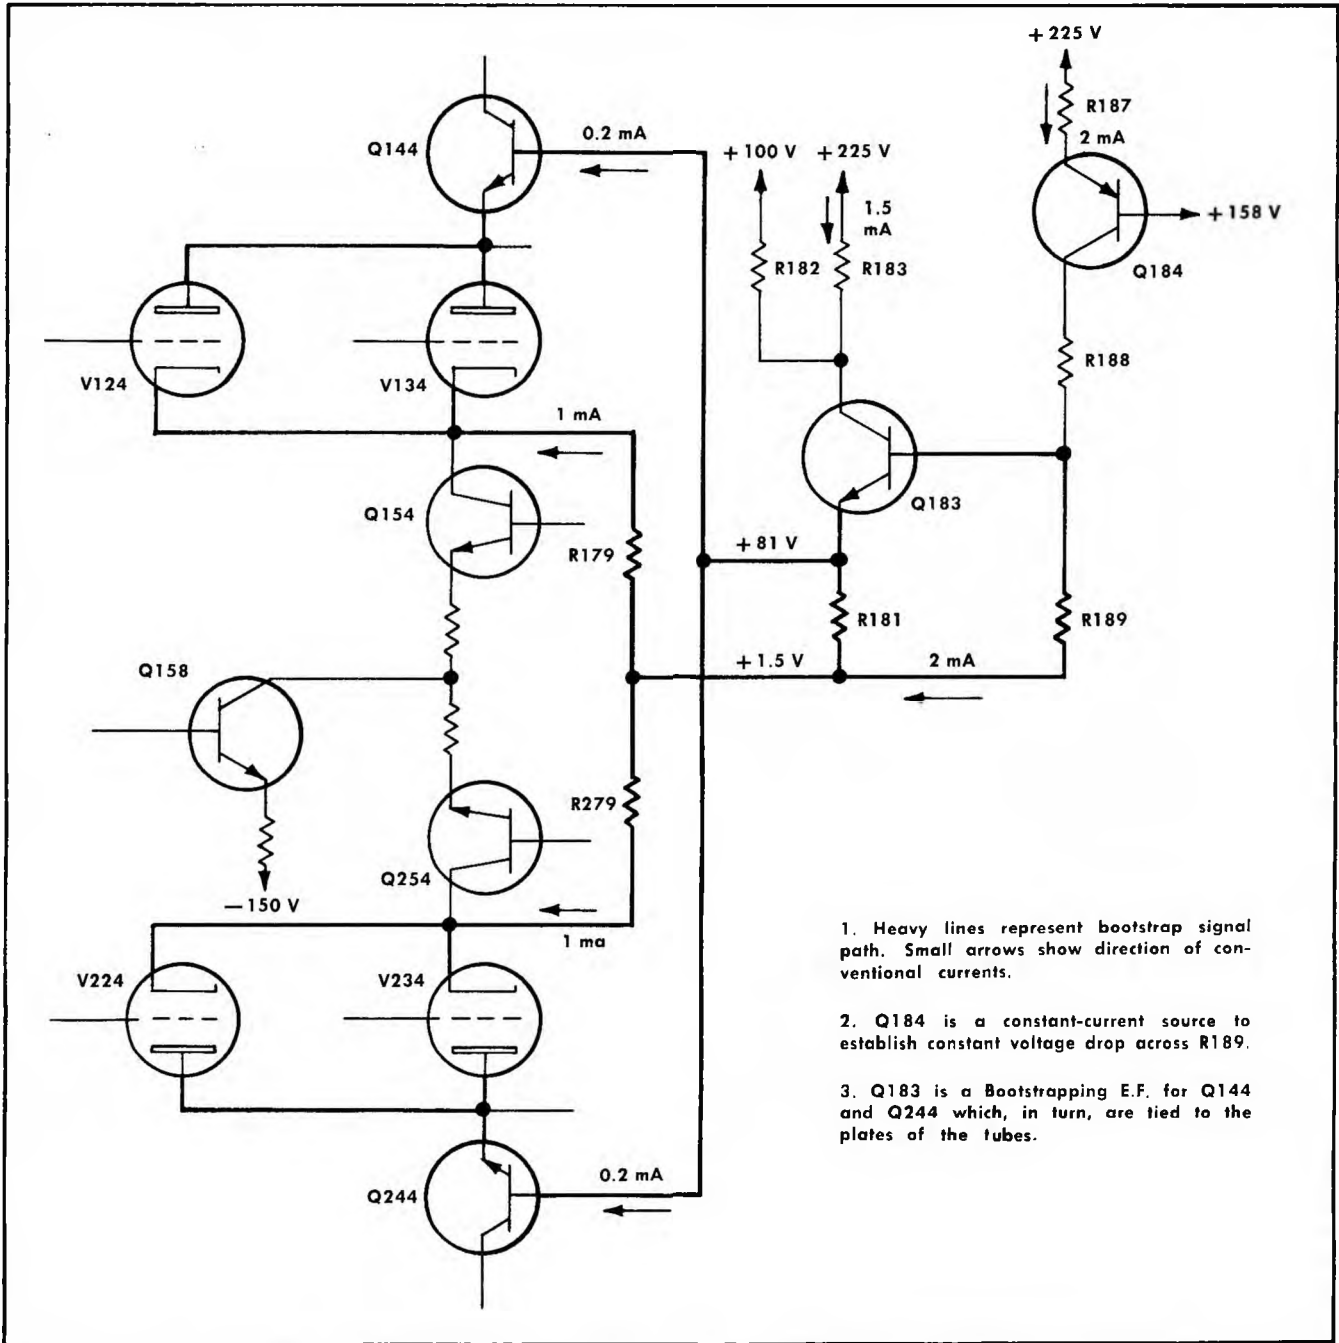 +225 V
R187
2 mA
Q144
0.2 mA
+100 V +225 V
1.5
mA
+158 V
R182
R183
Q184
V124
V134
R188
1 mA
Q183
Q154
R179
+81 V
R181
R189
Q158
+1.5 V
2 mA
R279
Q254
—150 V
1 ma
V224
V234
Q244
0.2 mA
1. Heavy lines represent bootstrap signal
path. Small arrows show direction of con-
ventional currents.
2. Q184 is a constant-current source to
establish constant voltage drop across R189.
3. Q183 is a Bootstrapping E.F. for Q144
and Q244 which, in turn, are tied to the
plates of the tubes.